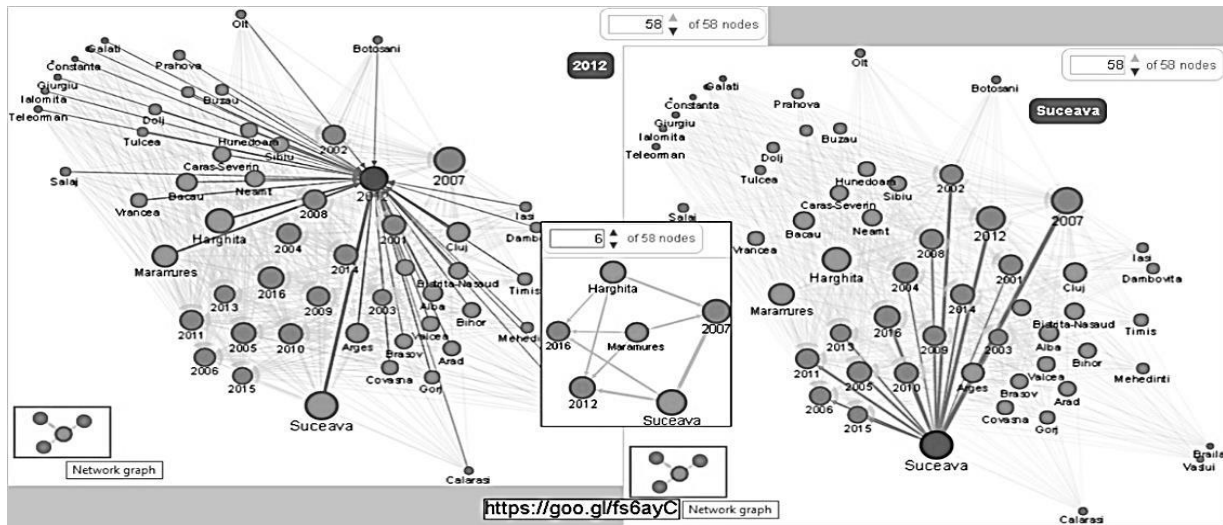 58 of 58 nodes
Olt
Botosani
Galati
Constanta
Giurgiu
Ialomita
Teleorman
Prahova
Buzau
Dolj
Tulcea
Hunedoara
Sibiu
Caras-Severin
Neamt
Bacau
Salaj
Vrancea
2012
2002
2012
2007
Harghita
2008
2004
2001
2014
Maramures
Cluj
Iasi
Bistrita-Nasaud
Timis
2016
2013
2009
2003
Alba
Bihor
2011
2005
2010
Arges
Valcea
Brasov
Arad
2006
2015
Covasna
Gorj
Suceava
Calarasi
Network graph
6 of 58 nodes
Harghita
2007
2016
Maramures
2012
Suceava
58 of 58 nodes
Suceava
Olt
Botosani
Galati
Constanta
Giurgiu
Ialomita
Teleorman
Prahova
Buzau
Dolj
Tulcea
Hunedoara
Sibiu
Caras-Severin
Neamt
Bacau
Salaj
Vrancea
2002
2012
2007
Harghita
2008
2004
2001
2014
Maramures
Cluj
Iasi
Dambovita
Bistrita-Nasaud
Timis
2016
2013
2009
2003
Alba
Bihor
Mehedinti
2011
2005
2010
Arges
Valcea
Brasov
Arad
2006
2015
Covasna
Gorj
Suceava
Braila
Vaslui
Calarasi
Network graph
https://goo.gl/fs6ayC